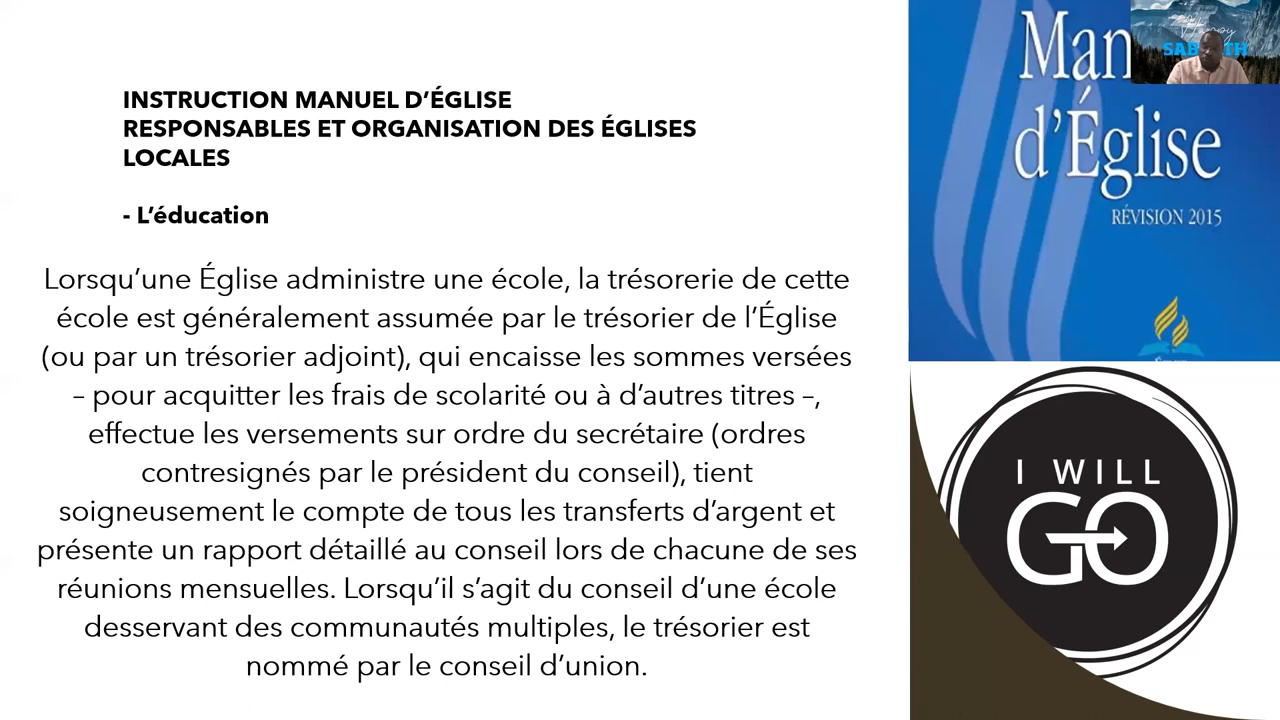 INSTRUCTION MANUEL D’ÉGLISE
RESPONSABLES ET ORGANISATION DES ÉGLISES
LOCALES
- L’éducation
Lorsqu’une Église administre une école, la trésorerie de cette
école est généralement assumée par le trésorier de l’Église
(ou par un trésorier adjoint), qui encaisse les sommes versées
– pour acquitter les frais de scolarité ou à d’autres titres –,
effectue les versements sur ordre du secrétaire (ordres
contresignés par le président du conseil), tient
soigneusement le compte de tous les transferts d’argent et
présente un rapport détaillé au conseil lors de chacune de ses
réunions mensuelles. Lorsqu’il s’agit du conseil d’une école
desservant des communautés multiples, le trésorier est
nommé par le conseil d’union.
Man
d’Église
RÉVISION 2015
Happy
SAB TH
I WILL
GO